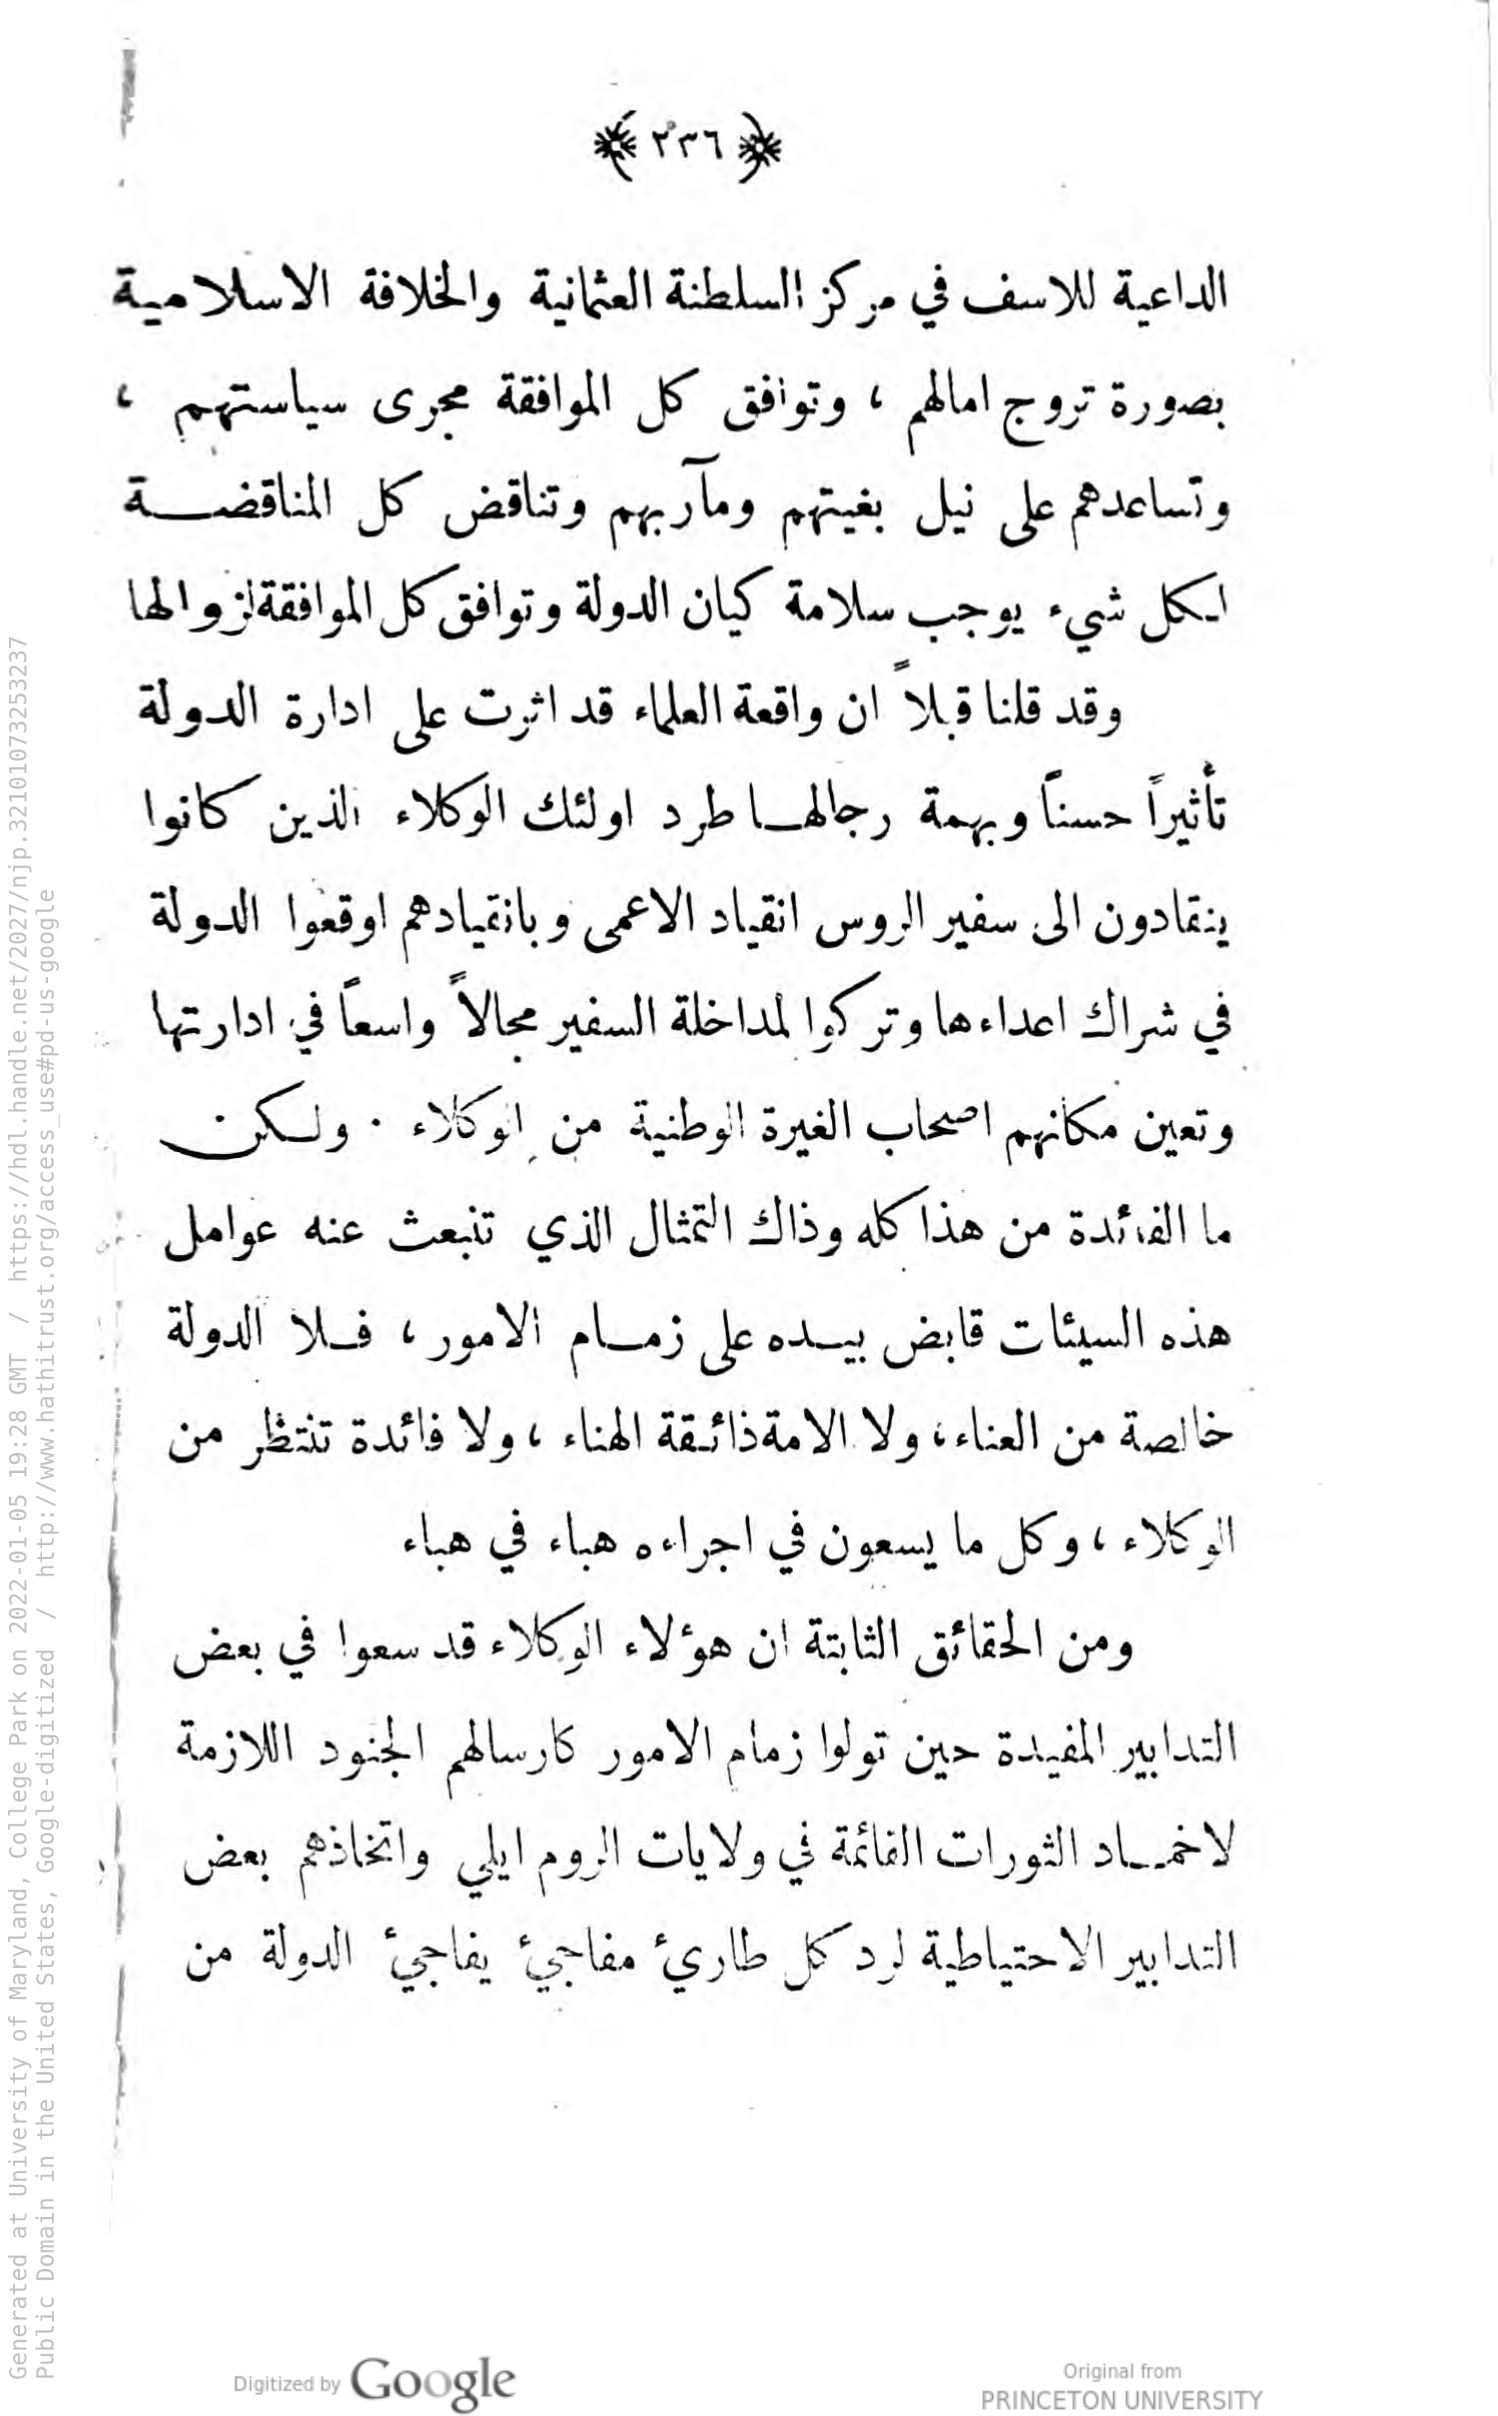 ﴿ ٢٣٦ ﴾
الداعية للاسف في مركز السلطنة العثمانية والخلافة الاسلامية
بصورة تروج امالهم ، وتوافق كل الموافقة مجرى سياستهم ،
وتساعدهم على نيل بغيتهم ومآربهم وتناقض كل المناقضة
لكل شيء يوجب سلامة كيان الدولة وتوافق كل الموافقة لزوالها
وقد قلنا قبلاً ان واقعة العلماء قد اثرت على ادارة الدولة
تأثيراً حسناً وبهمة رجالها طرد اولئك الوكلاء الذين كانوا
ينقادون الى سفير الروس انقياد الاعمى وبانقيادهم اوقعوا الدولة
في شراك اعداءها وتركوا لمداخلة السفير مجالاً واسعاً في ادارتها
وتعين مكانهم اصحاب الغيرة الوطنية من الوكلاء . ولكن
ما الفائدة من هذا كله وذاك التمثال الذي تنبعث عنه عوامل
هذه السيئات قابض بيده على زمام الامور ، فلا الدولة
خالصة من العناء ، ولا الامة ذائقة الهناء ، ولا فائدة تنتظر من
الوكلاء ، وكل ما يسعون في اجراءه هباء في هباء
ومن الحقائق الثابتة ان هؤلاء الوكلاء قد سعوا في بعض
التدابير المفيدة حين تولوا زمام الامور كارسالهم الجنود اللازمة
لاخماد الثورات القائمة في ولايات الروم ايلي واتخاذهم بعض
التدابير الاحتياطية لرد كل طارئ مفاجئ يفاجئ الدولة من
Generated at University of Maryland, College Park on 2022-01-05 19:28 GMT / https://hdl.handle.net/2027/njp.32101073253237
Public Domain in the United States, Google-digitized / http://www.hathitrust.org/access_use#pd-us-google
Digitized by Google
Original from
PRINCETON UNIVERSITY